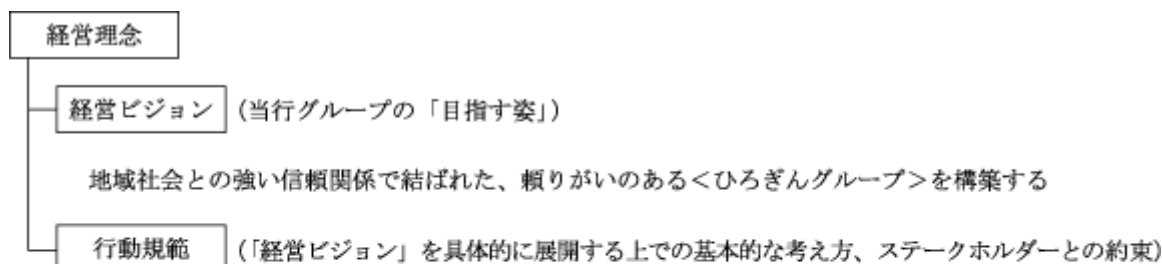 経営理念
経営ビジョン（当行グループの「目指す姿」）
地域社会との強い信頼関係で結ばれた、頼りがいのある＜ひろぎんグループ＞を構築する
行動規範（「経営ビジョン」を具体的に展開する上での基本的な考え方、ステークホルダーとの約束）